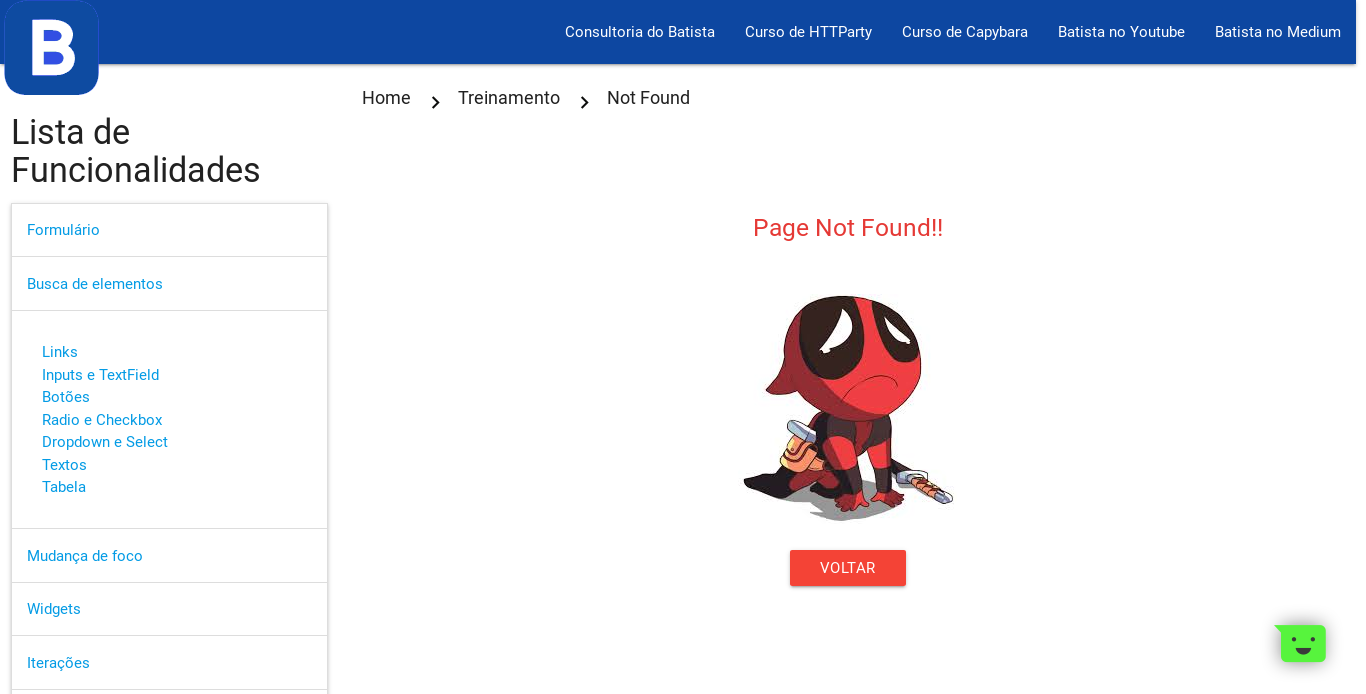 B
Consultoria do Batista
Curso de HTTParty
Curso de Capybara
Batista no Youtube
Batista no Medium
Home
Treinamento
Not Found
Lista de
Funcionalidades
Formulário
Busca de elementos
Links
Inputs e TextField
Botões
Radio e Checkbox
Dropdown e Select
Textos
Tabela
Mudança de foco
Widgets
Iterações
Page Not Found!!
VOLTAR